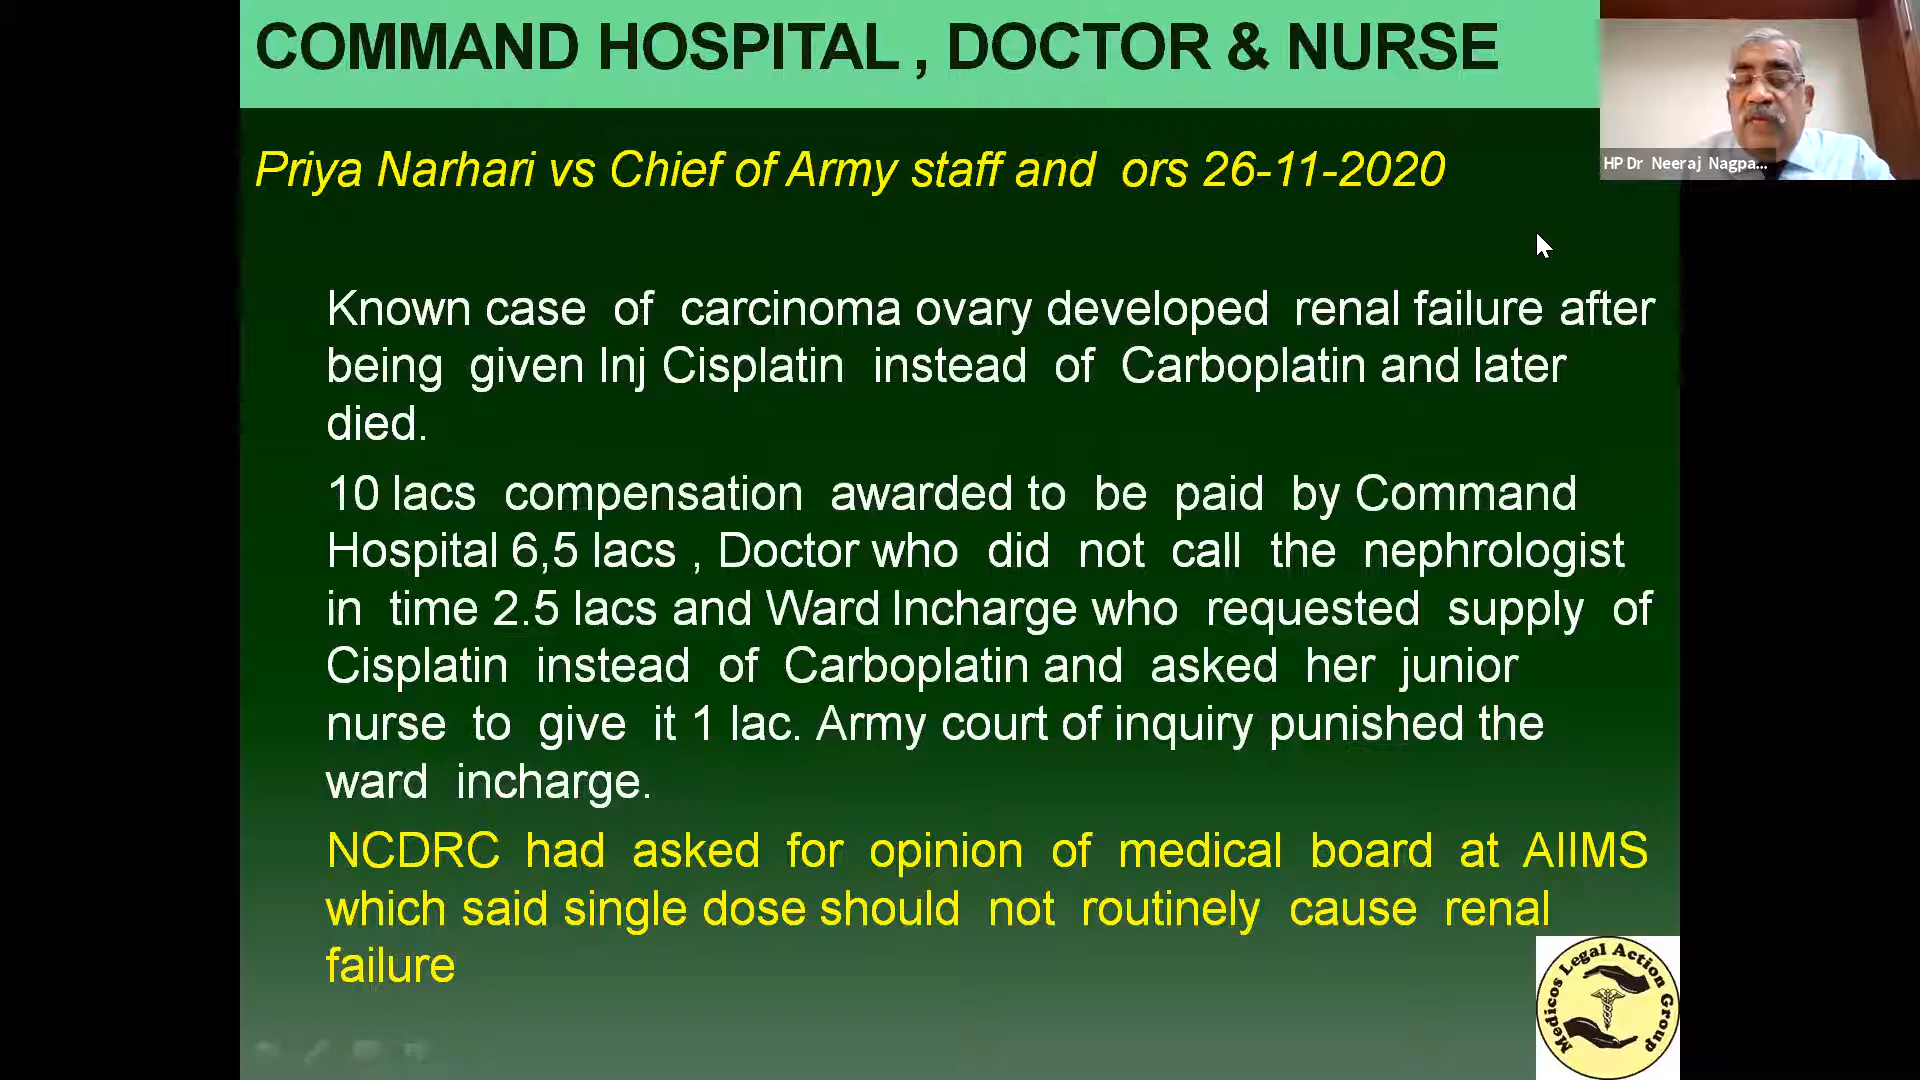 COMMAND HOSPITAL , DOCTOR & NURSE
HP Dr Neeraj Nagpa...
Priya Narhari vs Chief of Army staff and ors 26-11-2020
Known case of carcinoma ovary developed renal failure after
being given Inj Cisplatin instead of Carboplatin and later
died.
10 lacs compensation awarded to be paid by Command
Hospital 6,5 lacs , Doctor who did not call the nephrologist
in time 2.5 lacs and Ward Incharge who requested supply of
Cisplatin instead of Carboplatin and asked her junior
nurse to give it 1 lac. Army court of inquiry punished the
ward incharge.
NCDRC had asked for opinion of medical board at AIIMS
which said single dose should not routinely cause renal
failure
Medicos Legal Action Group